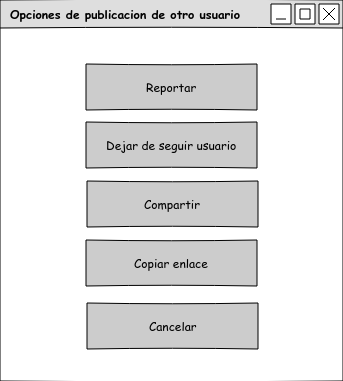 Opciones de publicacion de otro usuario
Reportar
Dejar de seguir usuario
Compartir
Copiar enlace
Cancelar